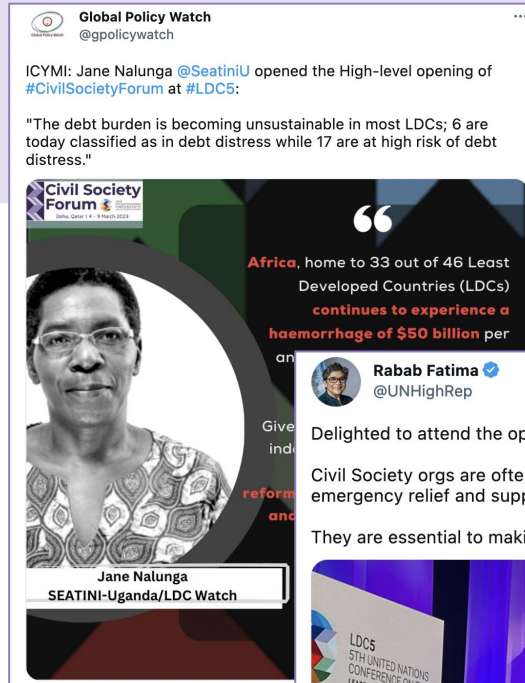 Global Policy Watch
@gpolicywatch
ICYMI: Jane Nalunga @SeatiniU opened the High-level opening of
#CivilSocietyForum at #LDC5:
"The debt burden is becoming unsustainable in most LDCs; 6 are
today classified as in debt distress while 17 are at high risk of debt
distress."
Civil Society
Forum
Doha, Qatar | 4 - 9 March 2023
Africa, home to 33 out of 46 Least
Developed Countries (LDCs)
continues to experience a
haemorrhage of $50 billion per
an
Give
ind
reform
and
Jane Nalunga
SEATINI-Uganda/LDC Watch
Rabab Fatima
@UNHighRep
Delighted to attend the op
Civil Society orgs are ofte
emergency relief and supp
They are essential to maki
LDC5
5TH UNITED NATIONS